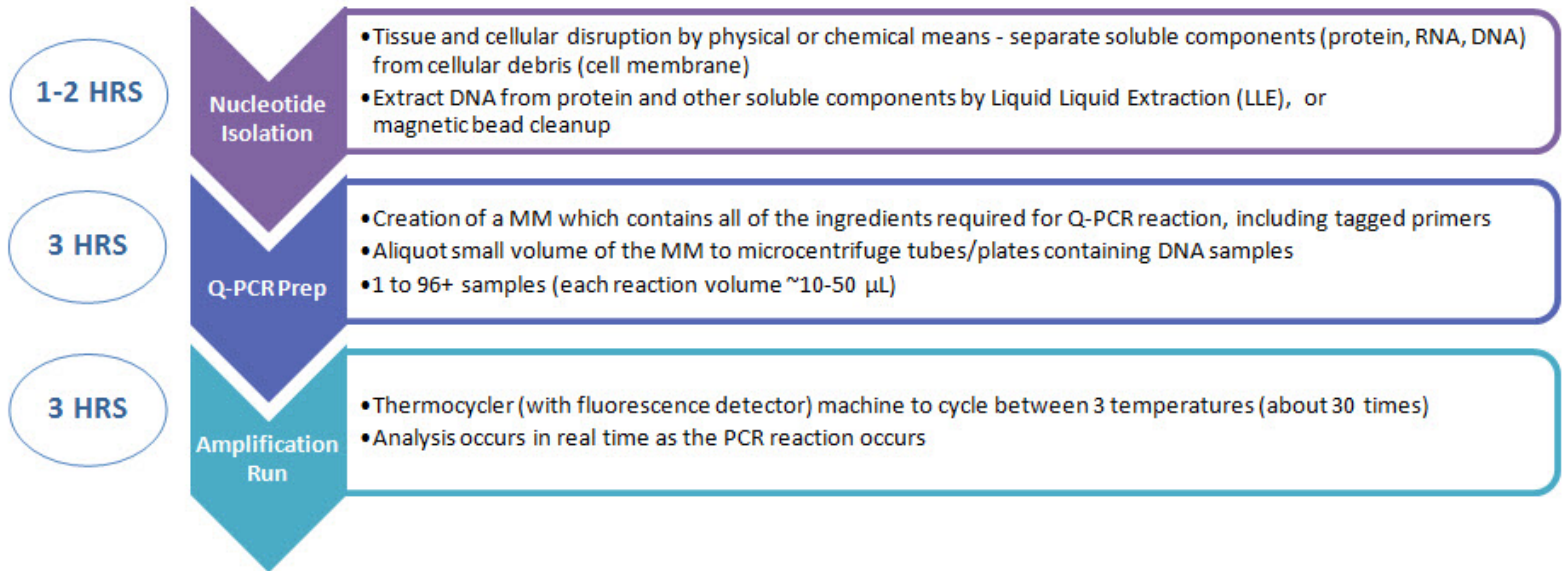 1-2 HRS
Nucleotide
Isolation
•Tissue and cellular disruption by physical or chemical means - separate soluble components (protein, RNA, DNA)
from cellular debris (cell membrane)
•Extract DNA from protein and other soluble components by Liquid Liquid Extraction (LLE), or
magnetic bead cleanup
3 HRS
Q-PCR Prep
•Creation of a MM which contains all of the ingredients required for Q-PCR reaction, including tagged primers
•Aliquot small volume of the MM to microcentrifuge tubes/plates containing DNA samples
•1 to 96+ samples (each reaction volume ~10-50 µL)
3 HRS
Amplification
Run
•Thermocycler (with fluorescence detector) machine to cycle between 3 temperatures (about 30 times)
•Analysis occurs in real time as the PCR reaction occurs